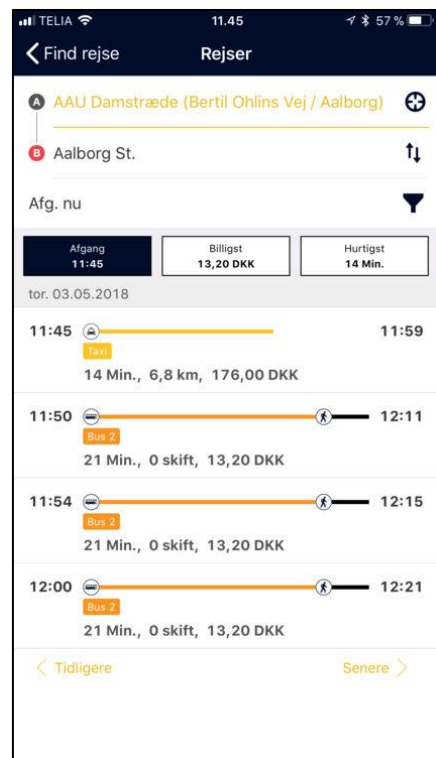 TELIA 11.45 57 %
Find rejse Rejser
A AAU Damstræde (Bertil Ohlins Vej / Aalborg)
B Aalborg St.
Afg. nu
Afgang Billigst Hurtigst
11:45 13,20 DKK 14 Min.
tor. 03.05.2018
11:45 11:59
Taxi
14 Min., 6,8 km, 176,00 DKK
11:50 12:11
Bus 2
21 Min., 0 skift, 13,20 DKK
11:54 12:15
Bus 2
21 Min., 0 skift, 13,20 DKK
12:00 12:21
Bus 2
21 Min., 0 skift, 13,20 DKK
Tidligere Senere